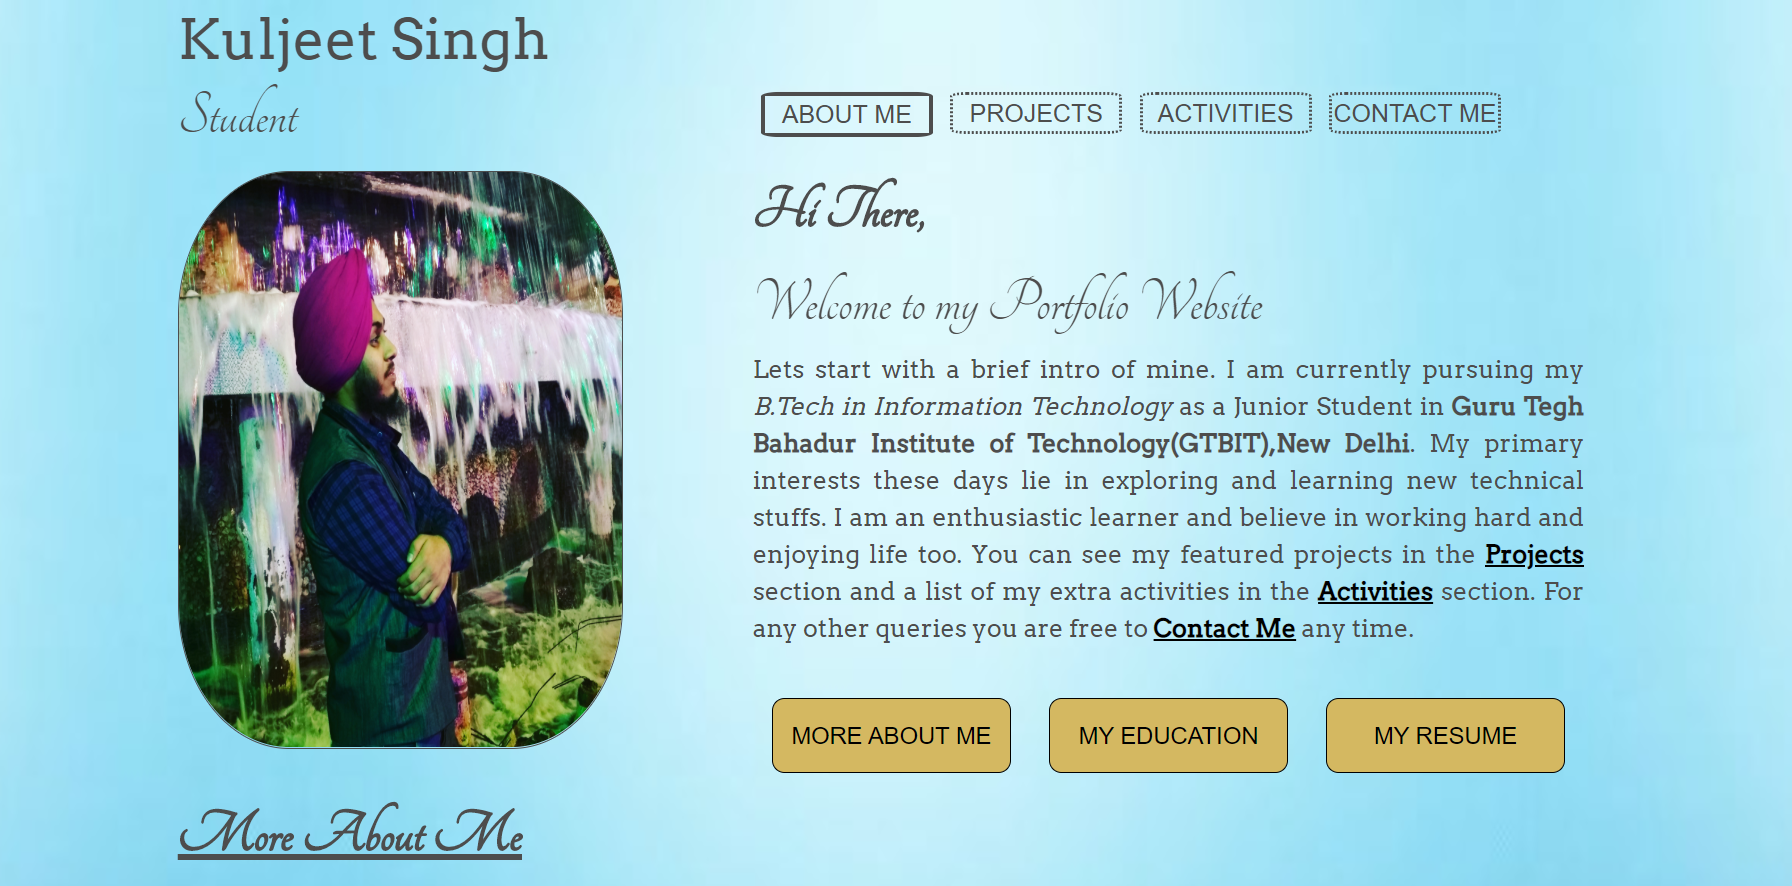 Kuljeet Singh
Student
ABOUT ME PROJECTS ACTIVITIES CONTACT ME
Hi There,
Welcome to my Portfolio Website
Lets start with a brief intro of mine. I am currently pursuing my
B.Tech in Information Technology as a Junior Student in Guru Tegh
Bahadur Institute of Technology(GTBIT),New Delhi. My primary
interests these days lie in exploring and learning new technical
stuffs. I am an enthusiastic learner and believe in working hard and
enjoying life too. You can see my featured projects in the Projects
section and a list of my extra activities in the Activities section. For
any other queries you are free to Contact Me any time.
MORE ABOUT ME MY EDUCATION MY RESUME
More About Me